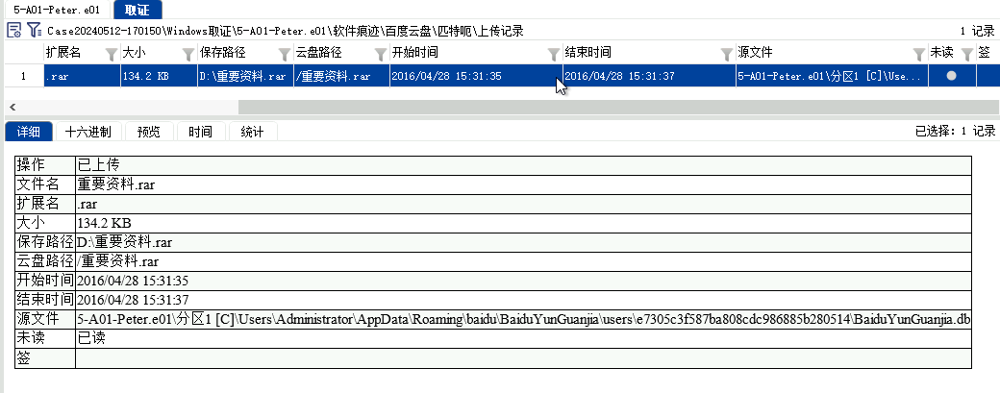 5-A01-Peter.e01 取证
Case20240512-170150\Windows取证\5-A01-Peter.e01\软件痕迹\百度云盘\匹特呃\上传记录 1 记录
扩展名 大小 保存路径 云盘路径 开始时间 结束时间 源文件 未读 签
1 .rar 134.2 KB D:\重要资料.rar /重要资料.rar 2016/04/28 15:31:35 2016/04/28 15:31:37 5-A01-Peter.e01\分区1 [C]\Use...
详细 十六进制 预览 时间 统计 已选择: 1 记录
操作 已上传
文件名 重要资料.rar
扩展名 .rar
大小 134.2 KB
保存路径 D:\重要资料.rar
云盘路径 /重要资料.rar
开始时间 2016/04/28 15:31:35
结束时间 2016/04/28 15:31:37
源文件 5-A01-Peter.e01\分区1 [C]\Users\Administrator\AppData\Roaming\baidu\BaiduYunGuanjia\users\e7305c3f587ba808cdc986885b280514\BaiduYunGuanjia.db
未读 已读
签